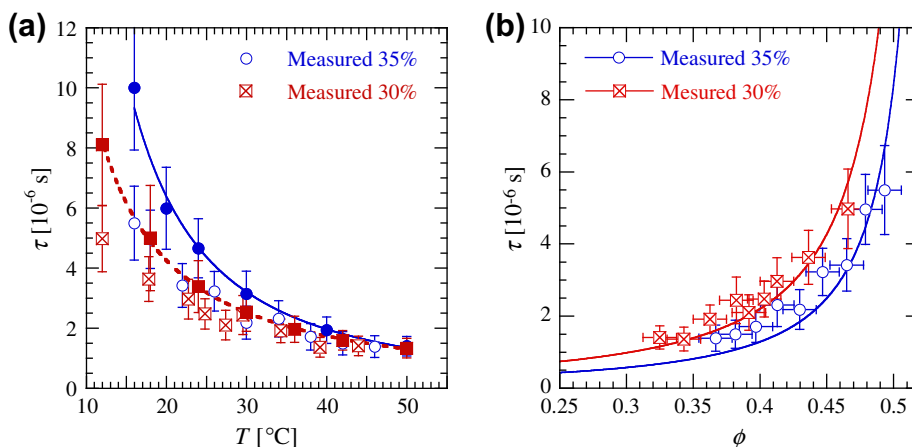 (a)
12
10
8
6
4
2
0
τ [10⁻⁶ s]
Measured 35%
Measured 30%
10 20 30 40 50
T [°C]
(b)
10
8
6
4
2
0
τ [10⁻⁶ s]
Measured 35%
Mesured 30%
0.25 0.3 0.35 0.4 0.45 0.5
ϕ